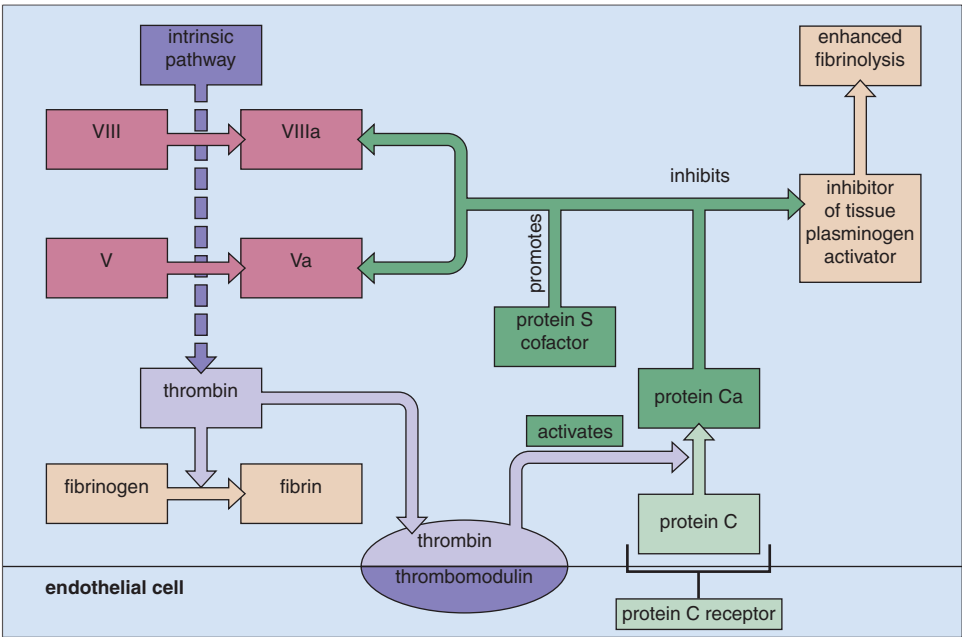 intrinsic
pathway
enhanced
fibrinolysis
VIII
VIIIa
inhibits
inhibitor
of tissue
plasminogen
activator
V
Va
promotes
protein S
cofactor
thrombin
protein Ca
activates
fibrinogen
fibrin
protein C
thrombin
thrombomodulin
endothelial cell
protein C receptor